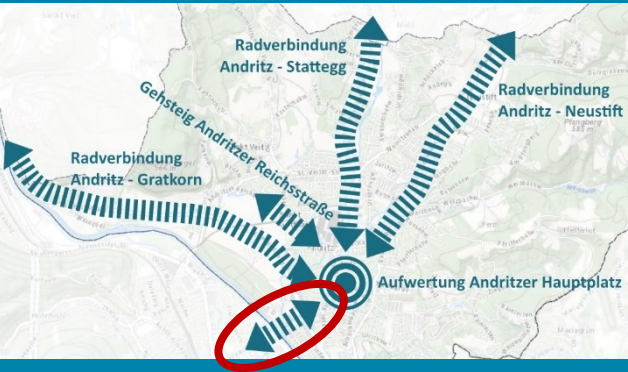 Radverbindung
Andritz - Stattegg
Radverbindung
Andritz - Neustift
Gehsteig Andritzer Reichsstraße
Radverbindung
Andritz - Gratkorn
Aufwertung Andritzer Hauptplatz